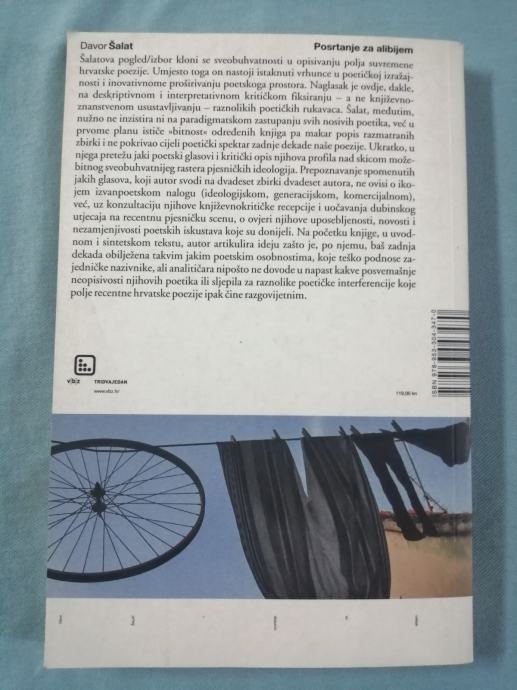 Davor Šalat
Posrtanje za alibijem
Šalatova pogled/izbor kloni se sveobuhvatnosti u opisivanju polja suvremene
hrvatske poezije. Umjesto toga on nastoji istaknuti vrhunce u poetičkoj izražaj-
nosti i inovativnome proširivanju poetskoga prostora. Naglasak je ovdje, dakle,
na deskriptivnom i interpretativnom kritičkom fiksiranju – a ne književno-
znanstvenom usustavljivanju – raznolikih poetičkih rukavaca. Šalat, međutim,
nužno ne inzistira ni na paradigmatskom zastupanju svih nosivih poetika, već u
prvome planu ističe »bitnost« određenih knjiga pa makar popis razmatranih
zbirki i ne pokrivao cijeli poetički spektar zadnje dekade naše poezije. Ukratko, u
njega pretežu jaki poetski glasovi i kritički opis njihova profila nad skicom može-
bitnog sveobuhvatnijeg rastera pjesničkih ideologija. Prepoznavanje spomenutih
jakih glasova, koji autor svodi na dvadeset zbirki dvadeset autora, ne ovisi o iko-
jem izvanpoetskom nalogu (ideologijskom, generacijskom, komercijalnom),
već, uz konzultaciju njihove književnokritičke recepcije i uočavanja dubinskog
utjecaja na recentnu pjesničku scenu, o ovjeri njihove uposebljenosti, novosti i
nezamjenjivosti poetskih iskustava koje su donijeli. Na početku knjige, u uvod-
nom i sintetskom tekstu, autor artikulira ideju zašto je, po njemu, baš zadnja
dekada obilježena takvim jakim poetskim osobnostima, koje teško podnose za-
jedničke nazivnike, ali analitičara nipošto ne dovode u napast kakve posvemašnje
neopisivosti njihovih poetika ili sljepila za raznolike poetičke interferencije koje
polje recentne hrvatske poezije ipak čine razgovijetnim.
ISBN 978-953-304-347-0
v|b|z
TRIDVAJEDAN
www.vbz.hr
119,00 kn